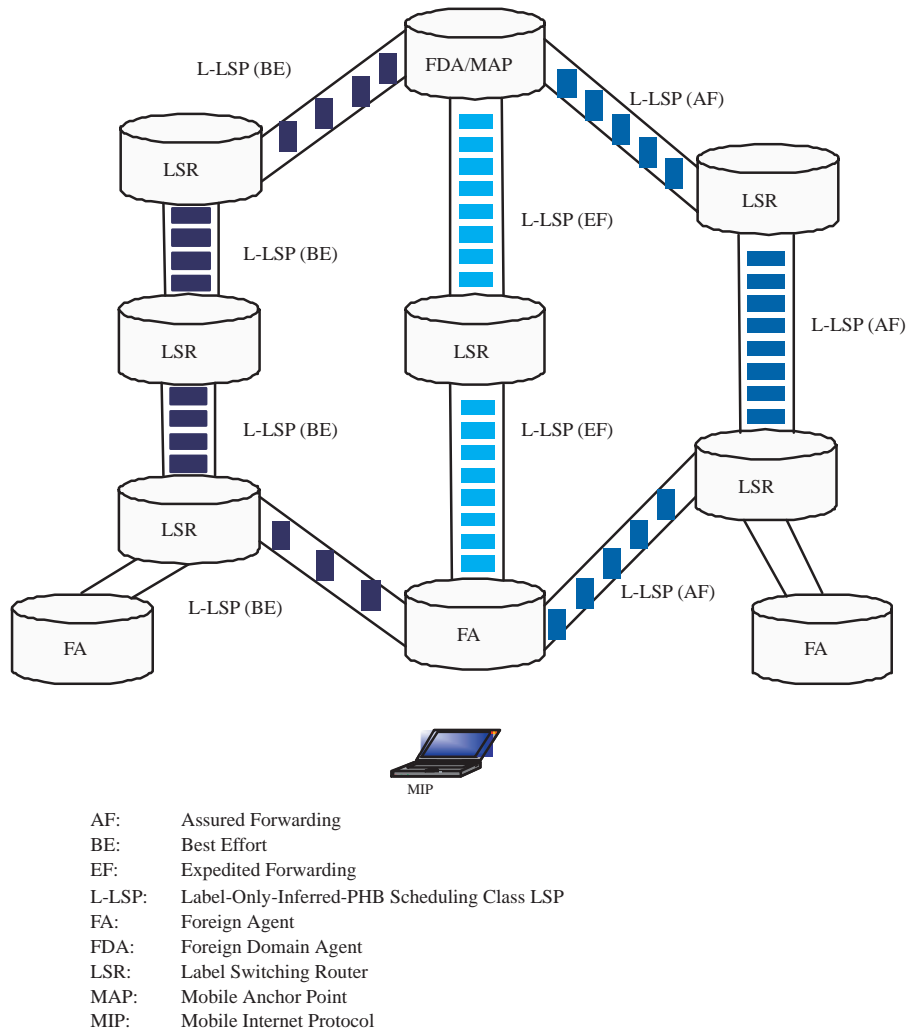 FDA/MAP
L-LSP (BE)
L-LSP (AF)
LSR
LSR
L-LSP (EF)
L-LSP (BE)
L-LSP (AF)
LSR
LSR
L-LSP (BE)
L-LSP (EF)
LSR
LSR
L-LSP (BE)
L-LSP (AF)
FA
FA
FA
MIP
AF: Assured Forwarding
BE: Best Effort
EF: Expedited Forwarding
L-LSP: Label-Only-Inferred-PHB Scheduling Class LSP
FA: Foreign Agent
FDA: Foreign Domain Agent
LSR: Label Switching Router
MAP: Mobile Anchor Point
MIP: Mobile Internet Protocol